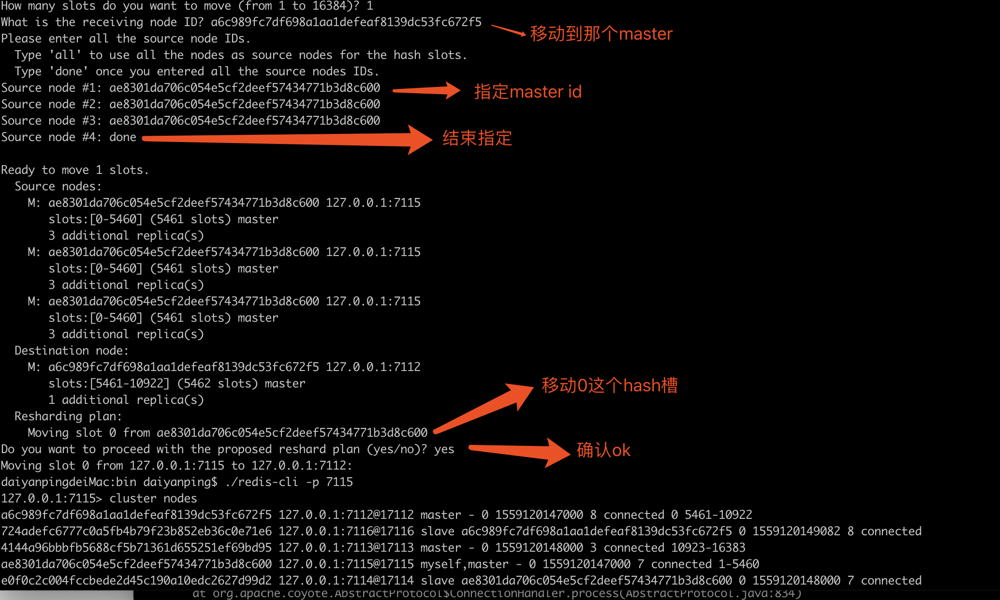 How many slots do you want to move (from 1 to 16384)? 1
What is the receiving node ID? a6c989fc7df698a1aa1defeaf8139dc53fc672f5
移动到那个master
Please enter all the source node IDs.
Type 'all' to use all the nodes as source nodes for the hash slots.
Type 'done' once you entered all the source nodes IDs.
Source node #1: ae8301da706c054e5cf2deef57434771b3d8c600
指定master id
Source node #2: ae8301da706c054e5cf2deef57434771b3d8c600
Source node #3: ae8301da706c054e5cf2deef57434771b3d8c600
Source node #4: done
结束指定
Ready to move 1 slots.
Source nodes:
M: ae8301da706c054e5cf2deef57434771b3d8c600 127.0.0.1:7115
slots:[0-5460] (5461 slots) master
3 additional replica(s)
M: ae8301da706c054e5cf2deef57434771b3d8c600 127.0.0.1:7115
slots:[0-5460] (5461 slots) master
3 additional replica(s)
M: ae8301da706c054e5cf2deef57434771b3d8c600 127.0.0.1:7115
slots:[0-5460] (5461 slots) master
3 additional replica(s)
Destination node:
M: a6c989fc7df698a1aa1defeaf8139dc53fc672f5 127.0.0.1:7112
slots:[5461-10922] (5462 slots) master
移动0这个hash槽
1 additional replica(s)
Resharding plan:
Moving slot 0 from ae8301da706c054e5cf2deef57434771b3d8c600
Do you want to proceed with the proposed reshard plan (yes/no)? yes
确认ok
Moving slot 0 from 127.0.0.1:7115 to 127.0.0.1:7112:
daiyanpingdeiMac:bin daiyanping$ ./redis-cli -p 7115
127.0.0.1:7115> cluster nodes
a6c989fc7df698a1aa1defeaf8139dc53fc672f5 127.0.0.1:7112@17112 master - 0 1559120147000 8 connected 0 5461-10922
724adefc6777c0a5fb4b79f23b852eb36c0e71e6 127.0.0.1:7116@17116 slave a6c989fc7df698a1aa1defeaf8139dc53fc672f5 0 1559120149082 8 connected
4144a96bbbfb5688cf5b71361d655251ef69bd95 127.0.0.1:7113@17113 master - 0 1559120148000 3 connected 10923-16383
ae8301da706c054e5cf2deef57434771b3d8c600 127.0.0.1:7115@17115 myself,master - 0 1559120147000 7 connected 1-5460
e0f0c2c004fccbede2d45c190a10edc2627d99d2 127.0.0.1:7114@17114 slave ae8301da706c054e5cf2deef57434771b3d8c600 0 1559120148000 7 connected
at org.apache.coyote.AbstractProtocol$ConnectionHandler.process(AbstractProtocol.java:834)